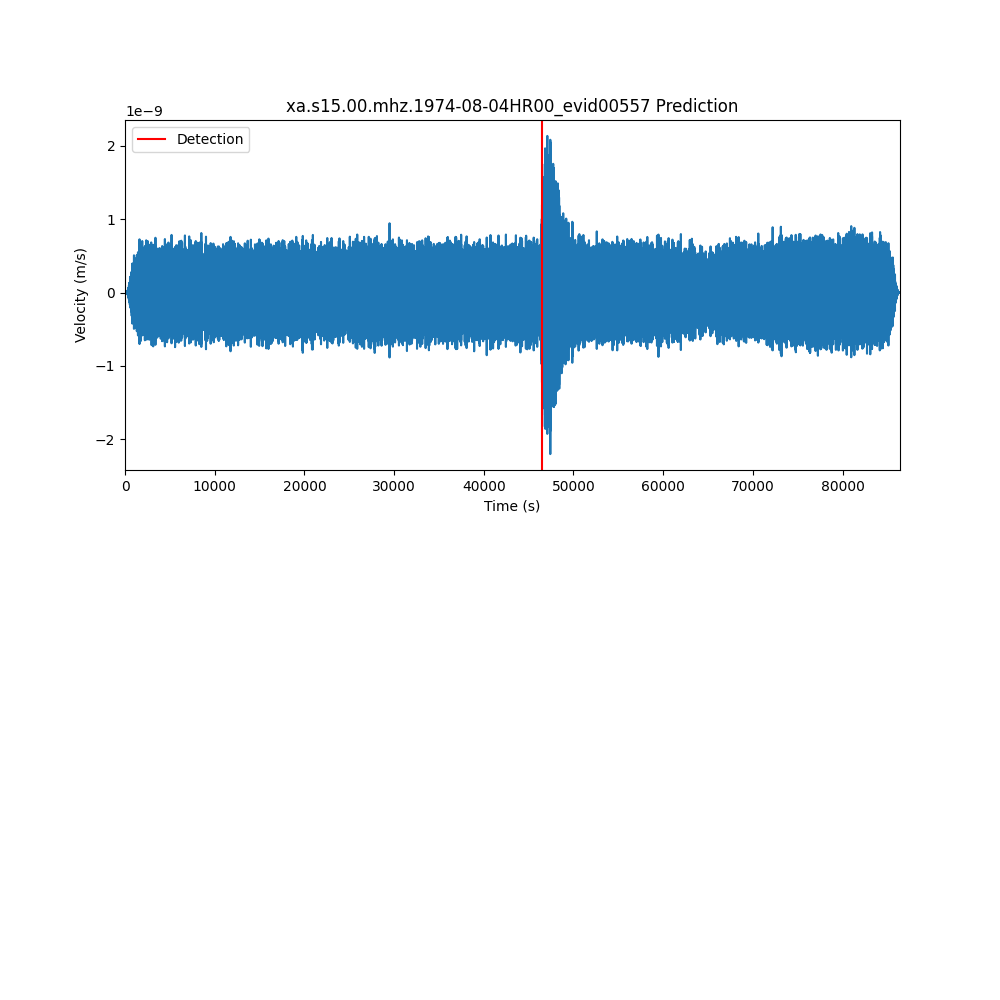 xa.s15.00.mhz.1974-08-04HR00_evid00557 Prediction
1e−9
Detection
2
1
0
−1
−2
Velocity (m/s)
0 10000 20000 30000 40000 50000 60000 70000 80000
Time (s)